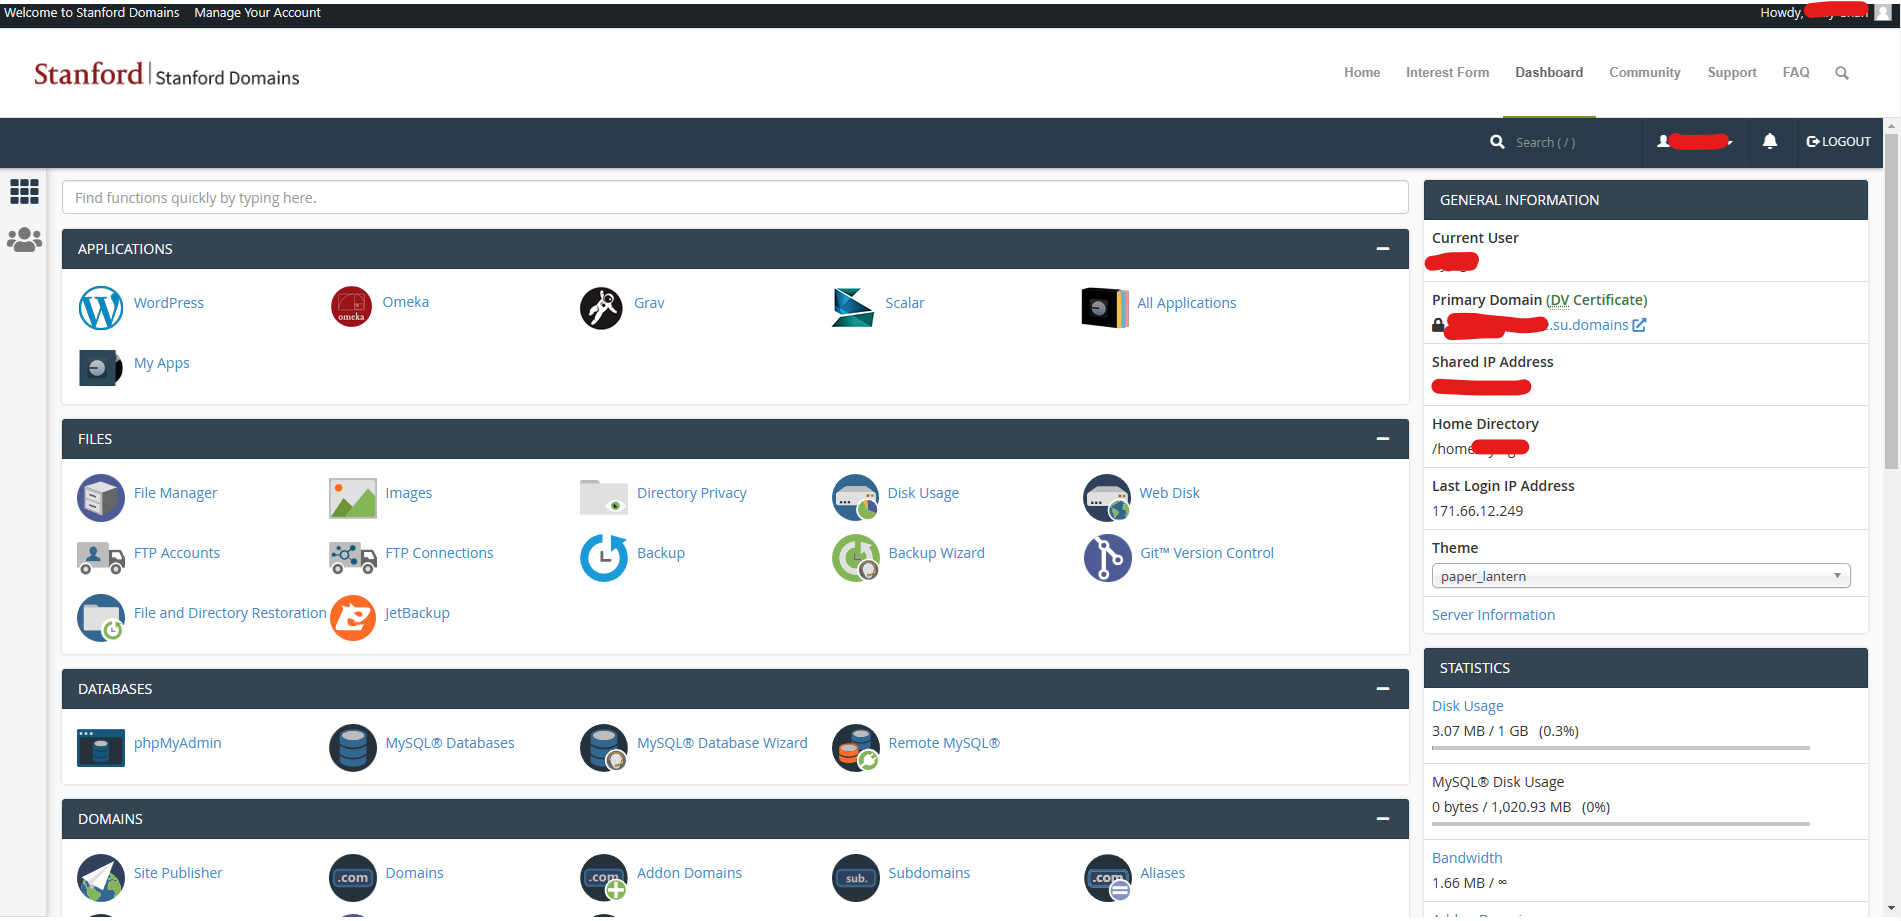 Welcome to Stanford Domains Manage Your Account Howdy,
Stanford Stanford Domains
Home Interest Form Dashboard Community Support FAQ
Search ( / ) LOGOUT
Find functions quickly by typing here.
APPLICATIONS
WordPress Omeka Grav Scalar All Applications
omeka
My Apps
FILES
File Manager Images Directory Privacy Disk Usage Web Disk
FTP Accounts FTP Connections Backup Backup Wizard Git™ Version Control
File and Directory Restoration JetBackup
DATABASES
phpMyAdmin MySQL® Databases MySQL® Database Wizard Remote MySQL®
DOMAINS
Site Publisher Domains Addon Domains Subdomains Aliases
.com .com sub. .com
GENERAL INFORMATION
Current User
Primary Domain (DV Certificate)
.su.domains
Shared IP Address
Home Directory
/home
Last Login IP Address
171.66.12.249
Theme
paper_lantern
Server Information
STATISTICS
Disk Usage
3.07 MB / 1 GB (0.3%)
MySQL® Disk Usage
0 bytes / 1,020.93 MB (0%)
Bandwidth
1.66 MB / ∞